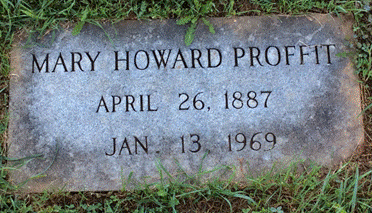 MARY HOWARD PROFFIT
APRIL 26, 1887
JAN. 13. 1969